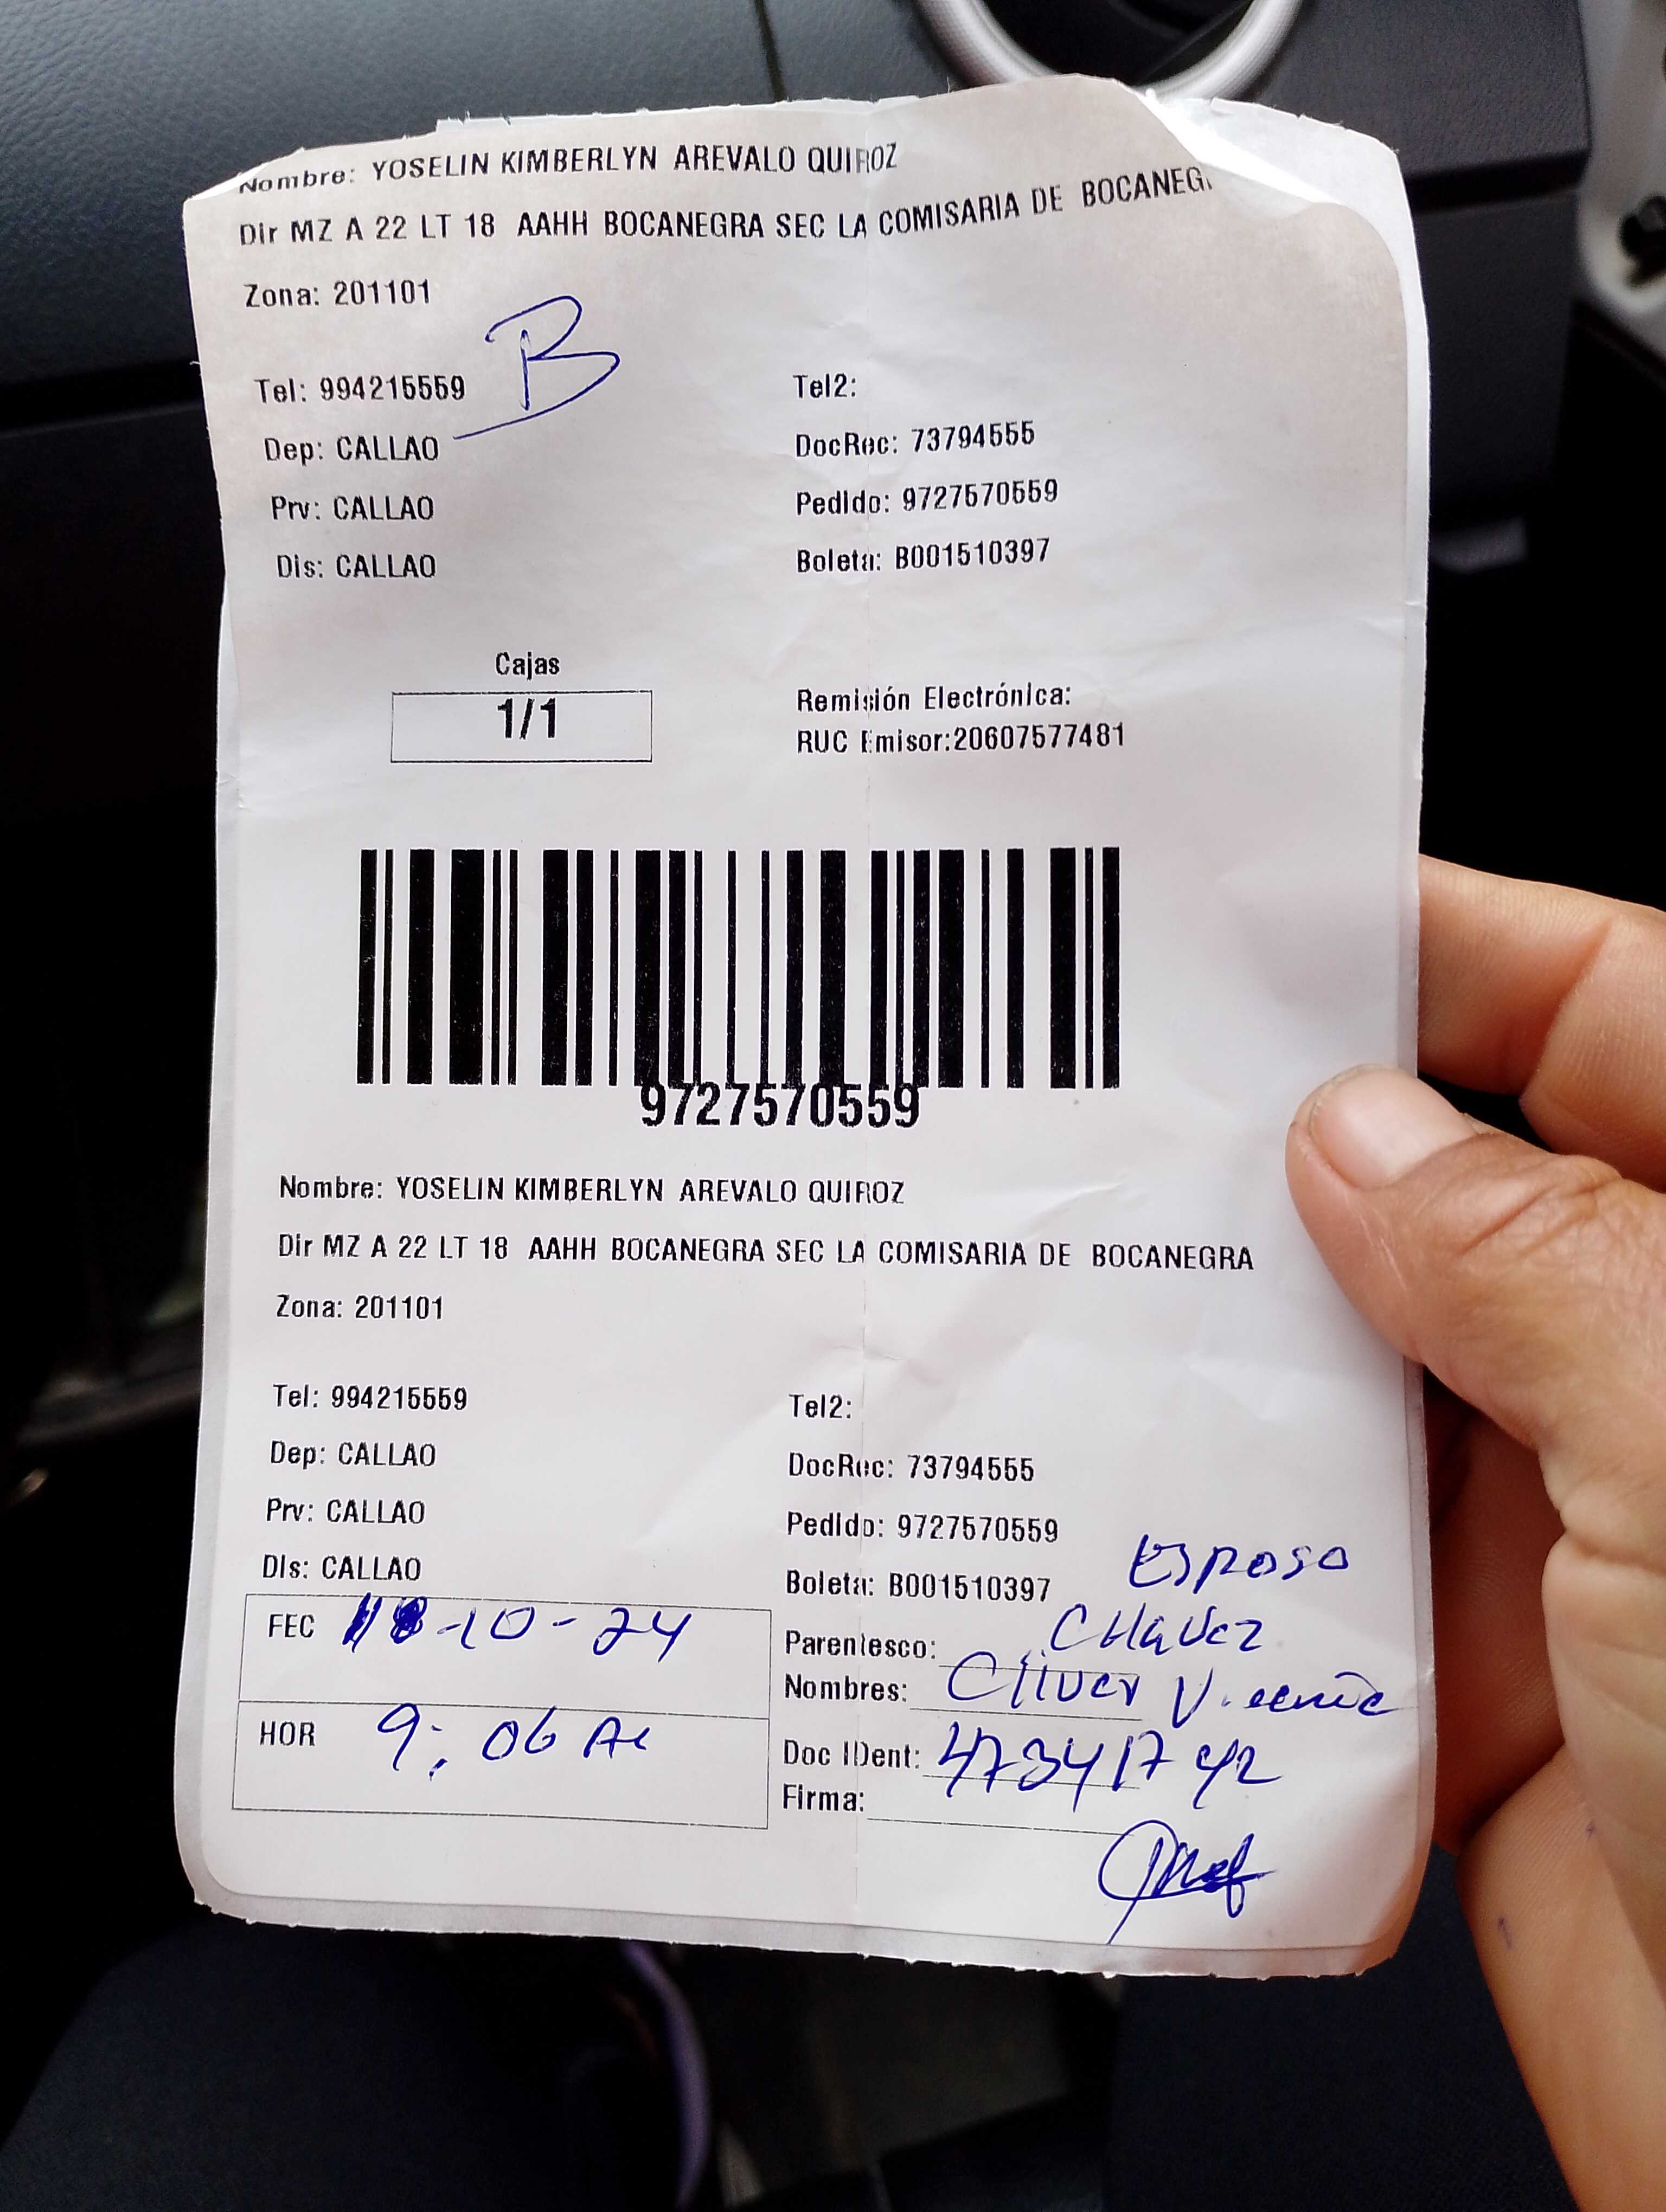 Nombre: YOSELIN KIMBERLYN AREVALO QUIROZ
Dir MZ A 22 LT 18 AAHH BOCANEGRA SEC LA COMISARIA DE BOCANEG
Zona: 201101
B
Tel: 994215559 Tel2:
Dep: CALLAO DocRec: 73794555
Prv: CALLAO Pedido: 9727570559
Dis: CALLAO Boleta: B001510397
Cajas
1/1
Remisión Electrónica:
RUC Emisor:20607577481
9727570559
Nombre: YOSELIN KIMBERLYN AREVALO QUIROZ
Dir MZ A 22 LT 18 AAHH BOCANEGRA SEC LA COMISARIA DE BOCANEGRA
Zona: 201101
Tel: 994215559 Tel2:
Dep: CALLAO DocRec: 73794555
Prv: CALLAO Pedido: 9727570559
Dis: CALLAO Boleta: B001510397
Esposo
FEC -10-24
Parentesco: Chavez
Nombres: Cliver Vicente
HOR 9:06
Doc IDent: 47341742
Firma: